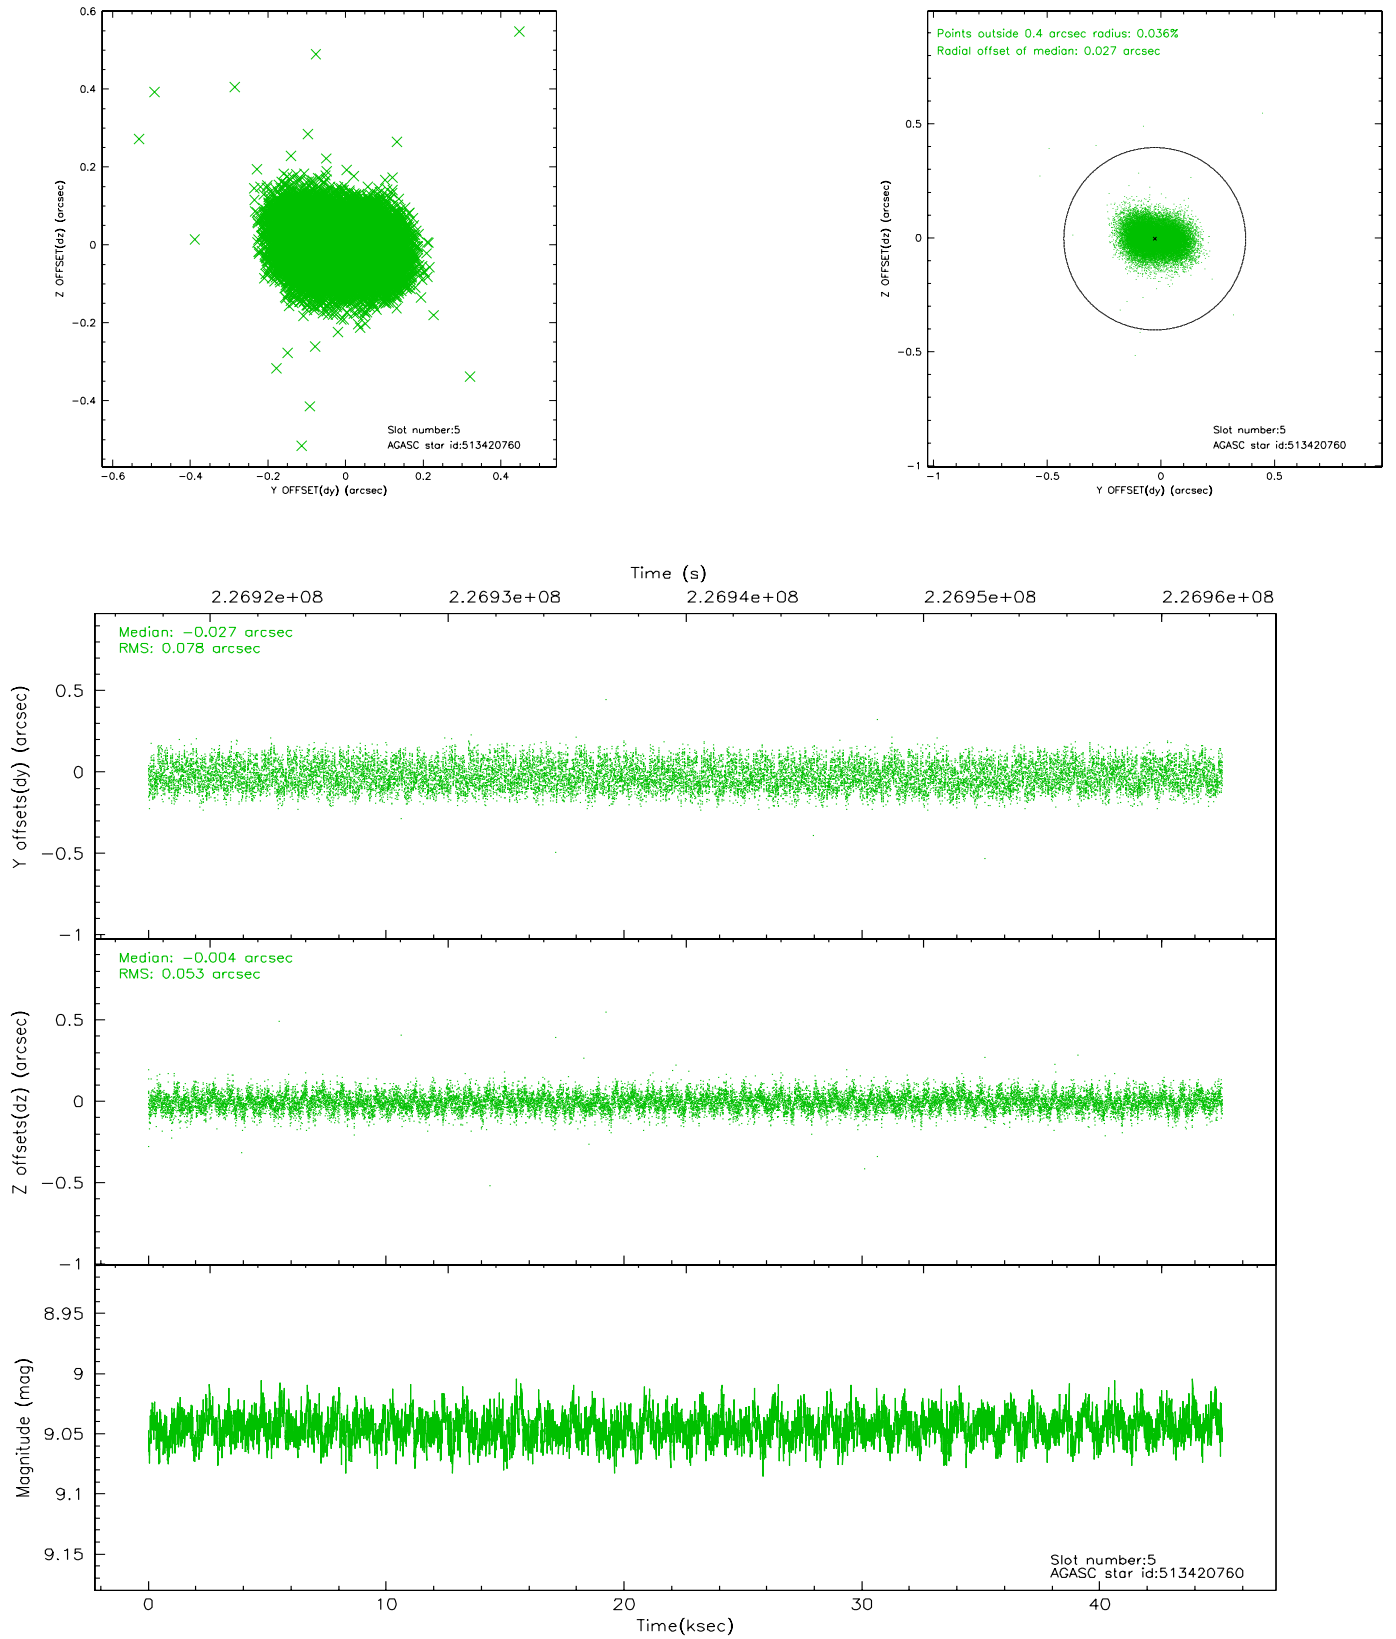 0.6
0.4
0.2
0
−0.2
−0.4
−0.6
−0.4
−0.2
0
0.2
0.4
Z OFFSET(dz) (arcsec)
Y OFFSET(dy) (arcsec)
Slot number:5
AGASC star id:513420760
Points outside 0.4 arcsec radius: 0.036%
Radial offset of median: 0.027 arcsec
0.5
0
−0.5
−1
−1
−0.5
0
0.5
Z OFFSET(dz) (arcsec)
Y OFFSET(dy) (arcsec)
Slot number:5
AGASC star id:513420760
Time (s)
2.2692e+08
2.2693e+08
2.2694e+08
2.2695e+08
2.2696e+08
Median: −0.027 arcsec
RMS: 0.078 arcsec
0.5
0
−0.5
−1
Y offsets(dy) (arcsec)
Median: −0.004 arcsec
RMS: 0.053 arcsec
0.5
0
−0.5
−1
Z offsets(dz) (arcsec)
8.95
9
9.05
9.1
9.15
Magnitude (mag)
Slot number:5
AGASC star id:513420760
0
10
20
30
40
Time(ksec)